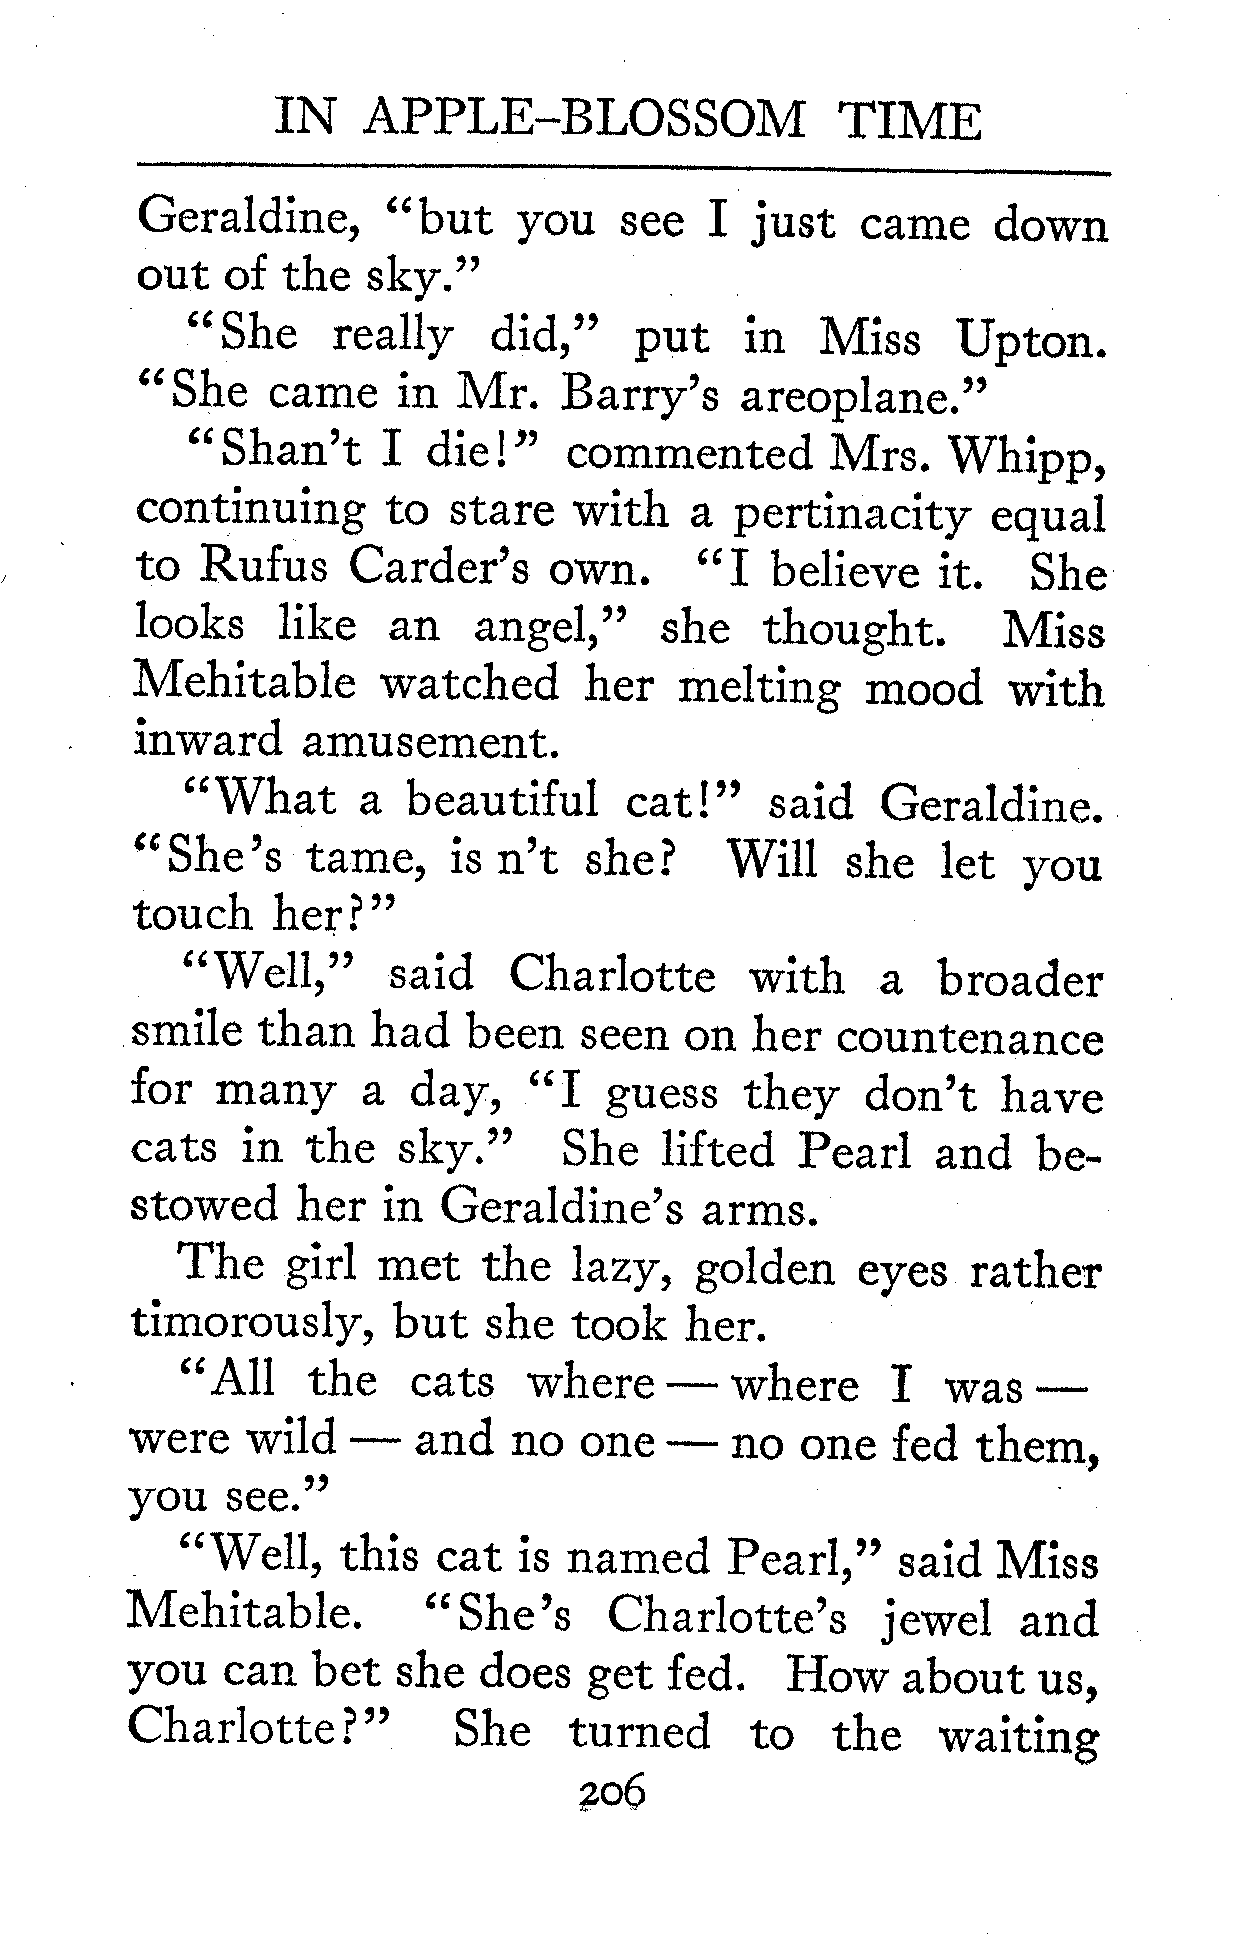 IN APPLE-BLOSSOM TIME
Geraldine, “but you see I just came down
out of the sky.”
“She really did,” put in Miss Upton.
“She came in Mr. Barry’s areoplane.”
“Shan’t I die!” commented Mrs. Whipp,
continuing to stare with a pertinacity equal
to Rufus Carder’s own. “I believe it. She
looks like an angel,” she thought. Miss
Mehitable watched her melting mood with
inward amusement.
“What a beautiful cat!” said Geraldine.
“She’s tame, is n’t she? Will she let you
touch her?”
“Well,” said Charlotte with a broader
smile than had been seen on her countenance
for many a day, “I guess they don’t have
cats in the sky.” She lifted Pearl and be-
stowed her in Geraldine’s arms.
The girl met the lazy, golden eyes rather
timorously, but she took her.
“All the cats where — where I was —
were wild — and no one — no one fed them,
you see.”
“Well, this cat is named Pearl,” said Miss
Mehitable. “She’s Charlotte’s jewel and
you can bet she does get fed. How about us,
Charlotte?” She turned to the waiting
206